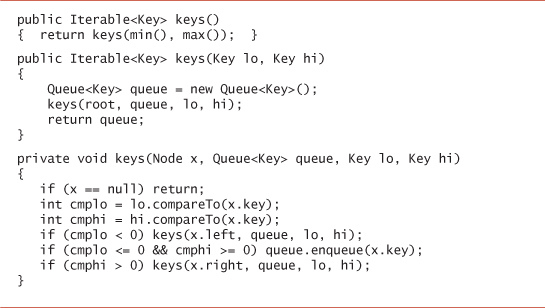 public Iterable<Key> keys()
{  return keys(min(), max());  }
public Iterable<Key> keys(Key lo, Key hi)
{
    Queue<Key> queue = new Queue<Key>();
    keys(root, queue, lo, hi);
    return queue;
}
private void keys(Node x, Queue<Key> queue, Key lo, Key hi)
{
   if (x == null) return;
   int cmplo = lo.compareTo(x.key);
   int cmphi = hi.compareTo(x.key);
   if (cmplo < 0) keys(x.left, queue, lo, hi);
   if (cmplo <= 0 && cmphi >= 0) queue.enqueue(x.key);
   if (cmphi > 0) keys(x.right, queue, lo, hi);
}